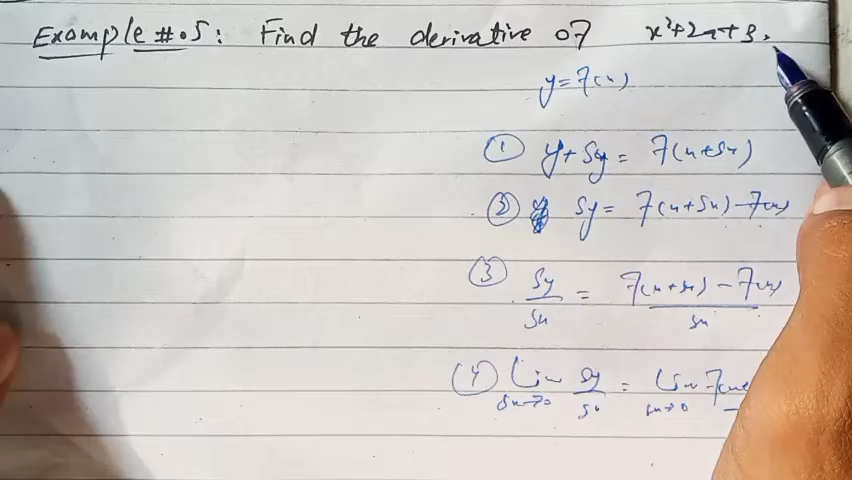 Example # 05: Find the derivative of x²+2x+3.
y = f(x)
① y + δy = f(x+δx)
② δy = f(x+δx) - f(x)
③ δy/δx = f(x+δx) - f(x) / δx
④ Lim δx→0 δy/δx = Lim δx→0